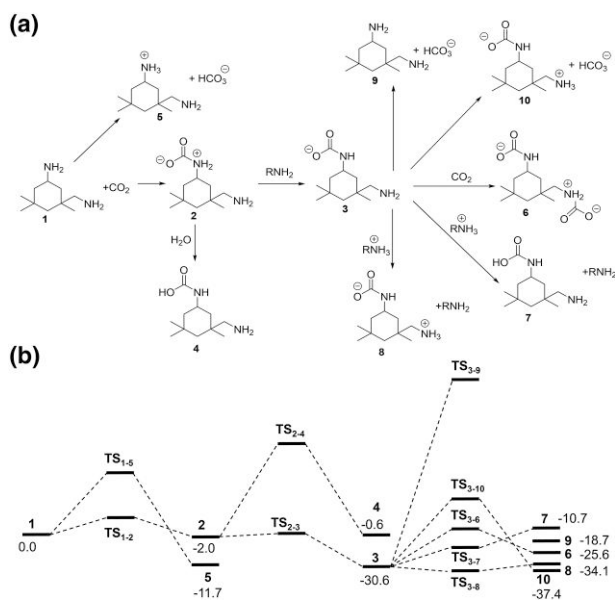 (a)
NH₂
NH₂
1
⊕
NH₃
NH₂
5
+ HCO₃⊖
+CO₂
O
⊖O
⊕
NH₂
NH₂
2
H₂O
O
HO
NH
NH₂
4
RNH₂
O
⊖O
NH
NH₂
3
NH₂
NH₂
9
+ HCO₃⊖
O
⊖O
NH
⊕
NH₃
10
+ HCO₃⊖
CO₂
O
⊖O
NH
⊕
NH₂
O
O⊖
6
⊕
RNH₃
O
HO
NH
NH₂
7
+RNH₂
⊕
RNH₃
O
⊖O
NH
⊕
NH₃
8
+RNH₂
(b)
1
0.0
TS₁₋₅
TS₁₋₂
2
-2.0
5
-11.7
TS₂₋₄
TS₂₋₃
4
-0.6
3
-30.6
TS₃₋₉
TS₃₋₁₀
TS₃₋₆
TS₃₋₇
TS₃₋₈
7 -10.7
9 -18.7
6 -25.6
8 -34.1
10
-37.4